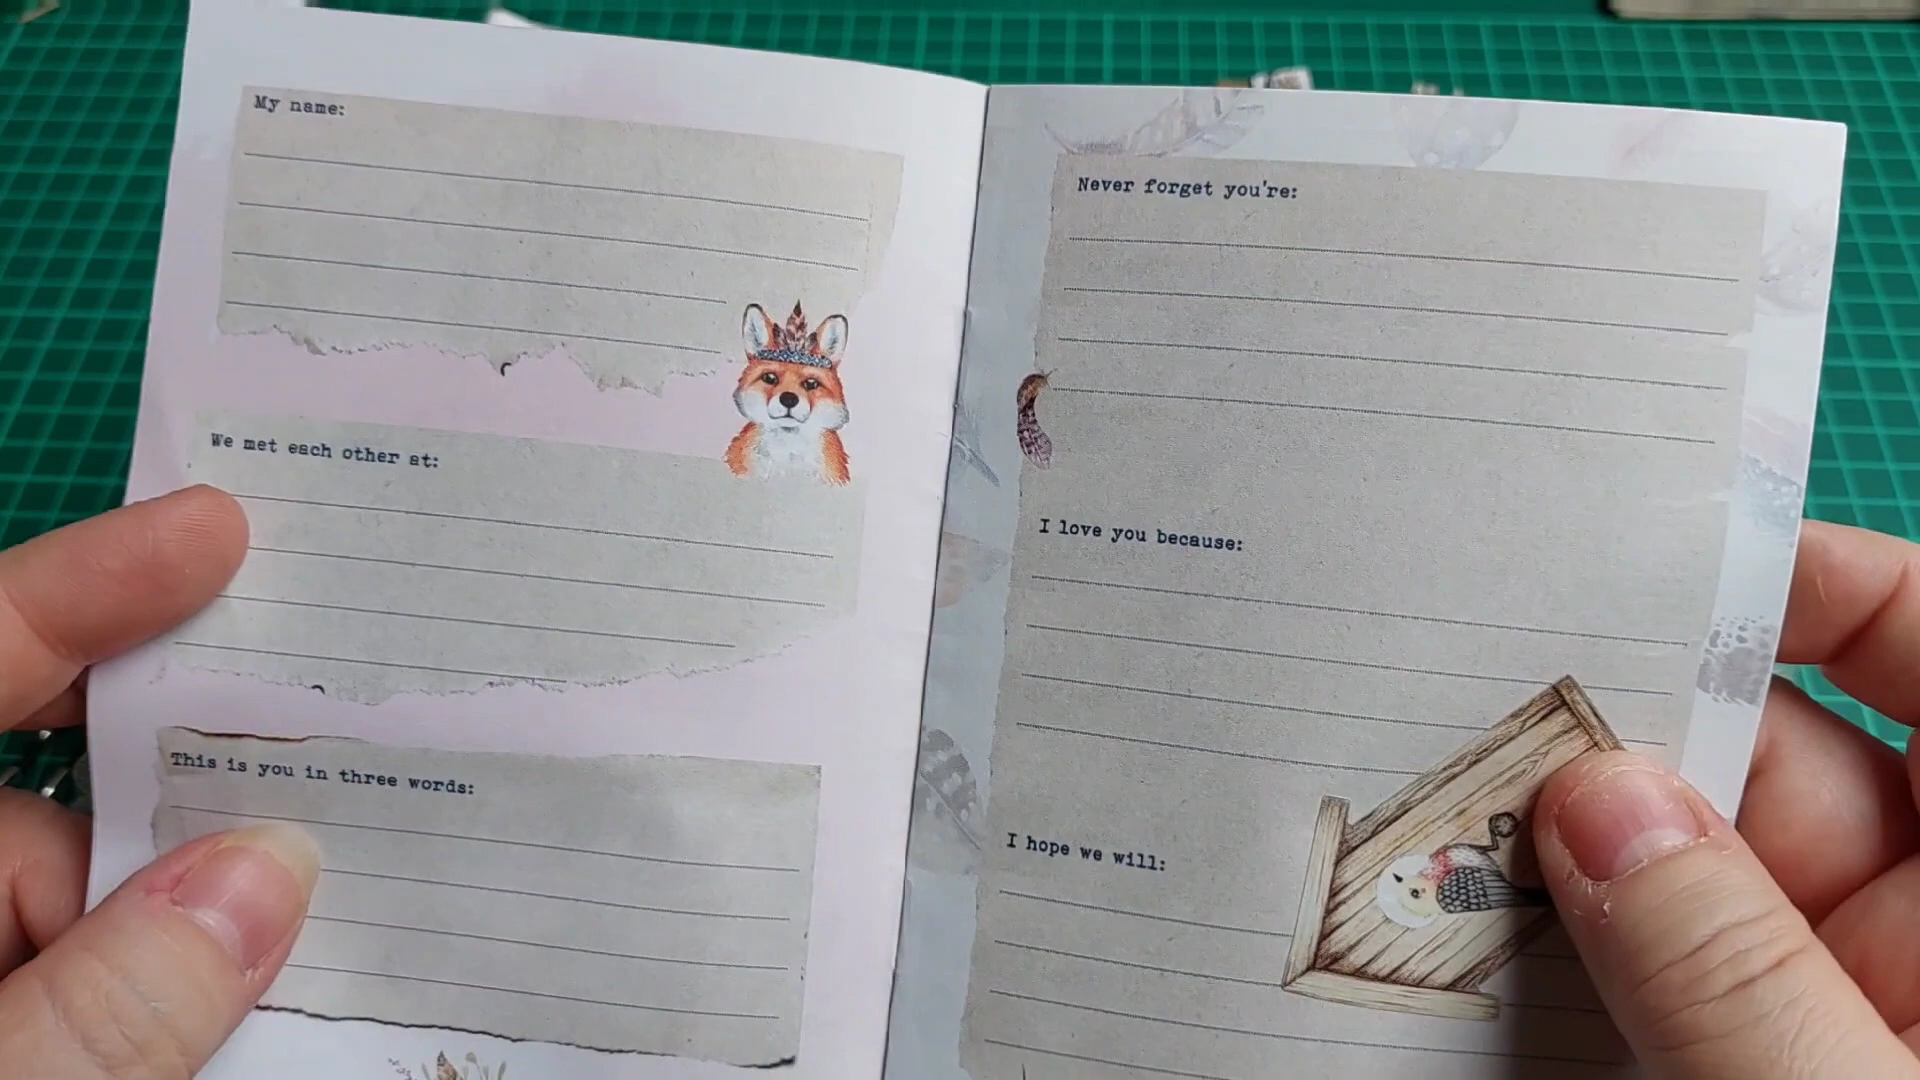 My name:
We met each other at:
This is you in three words:
Never forget you're:
I love you because:
I hope we will: